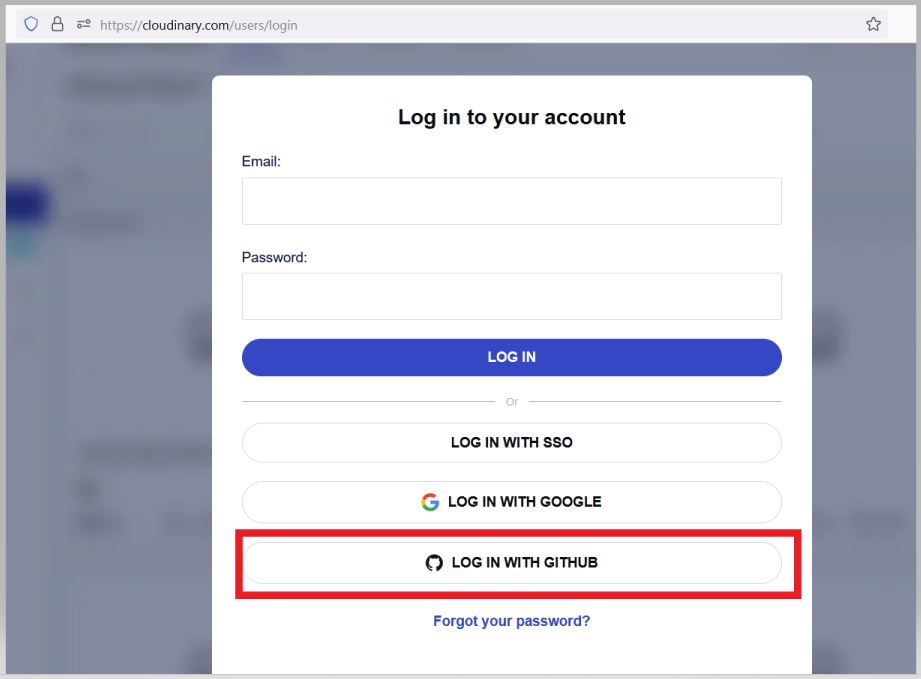 https://cloudinary.com/users/login
Log in to your account
Email:
Password:
LOG IN
Or
LOG IN WITH SSO
LOG IN WITH GOOGLE
LOG IN WITH GITHUB
Forgot your password?